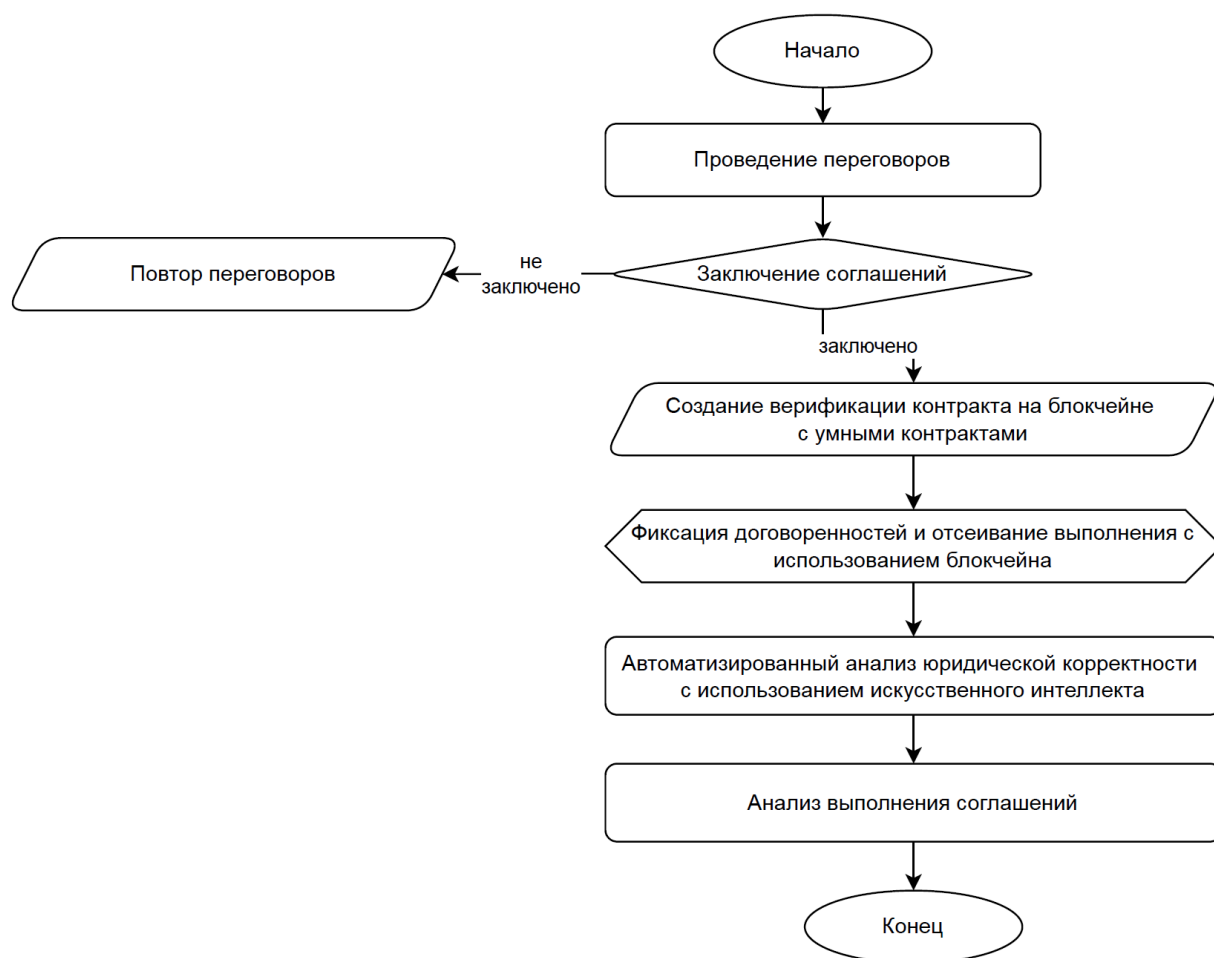 Начало
Проведение переговоров
Заключение соглашений
не
заключено
Повтор переговоров
заключено
Создание верификации контракта на блокчейне
с умными контрактами
Фиксация договоренностей и отсеивание выполнения с
использованием блокчейна
Автоматизированный анализ юридической корректности
с использованием искусственного интеллекта
Анализ выполнения соглашений
Конец